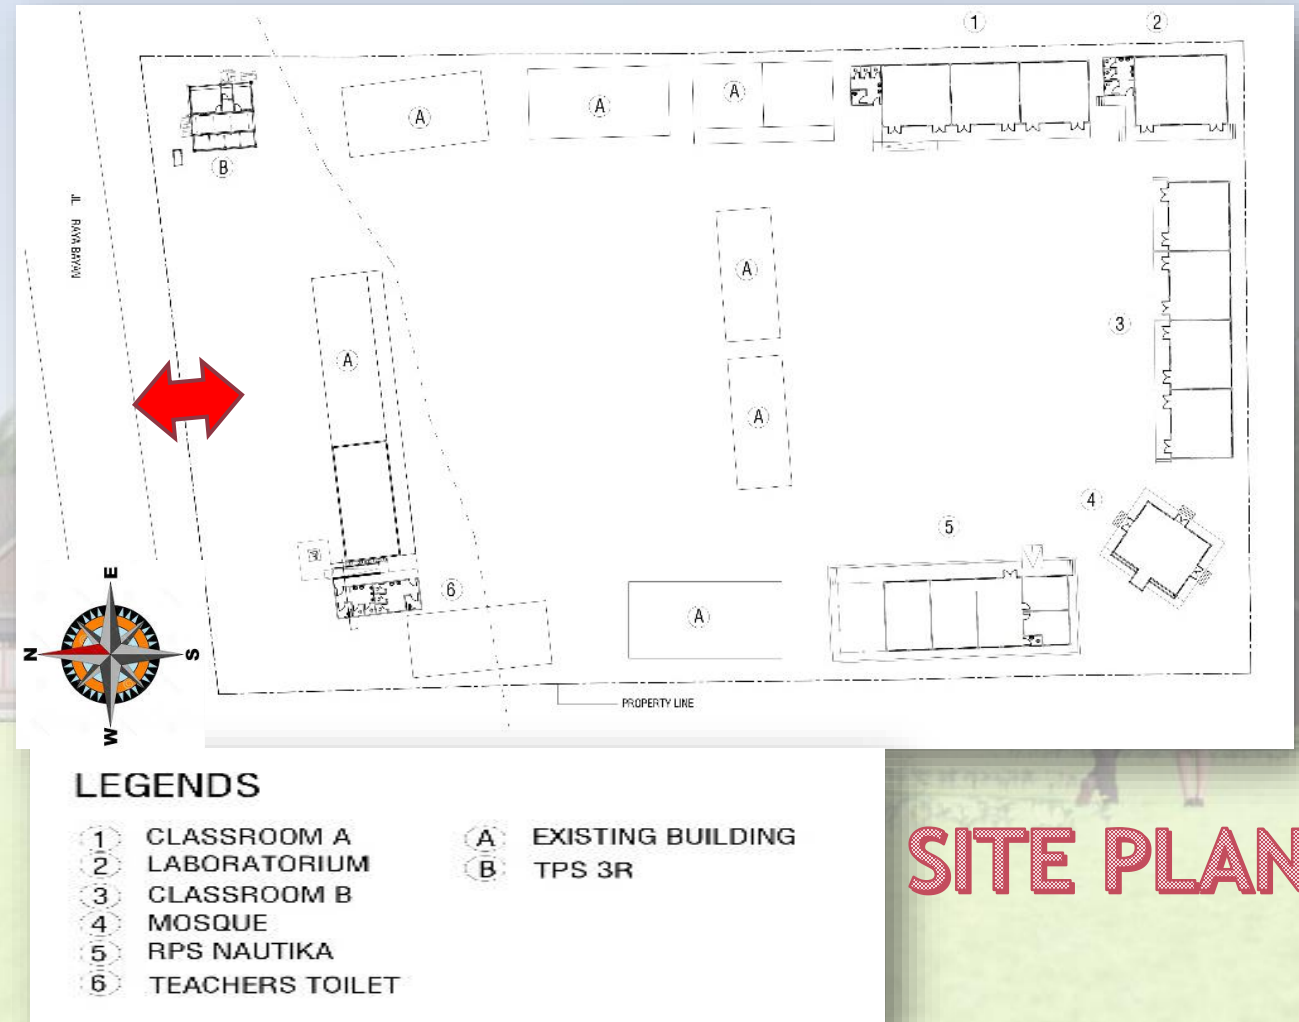 1
2
A
A
A
B
JL. RAYA BAYAN
A
A
3
A
4
5
6
A
E
N
S
W
PROPERTY LINE
LEGENDS
1 CLASSROOM A
2 LABORATORIUM
3 CLASSROOM B
4 MOSQUE
5 RPS NAUTIKA
6 TEACHERS TOILET
A EXISTING BUILDING
B TPS 3R
SITE PLAN